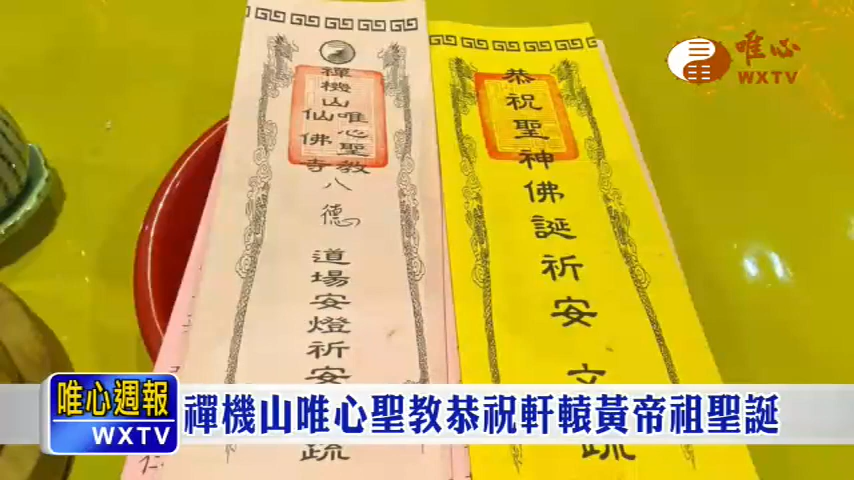 唯心
WXTV
禪機山
唯心聖教
仙佛寺
八德
道場安燈祈安
疏
恭祝聖神佛誕祈安
文疏
唯心週報
WXTV
禪機山唯心聖教恭祝軒轅黃帝祖聖誕